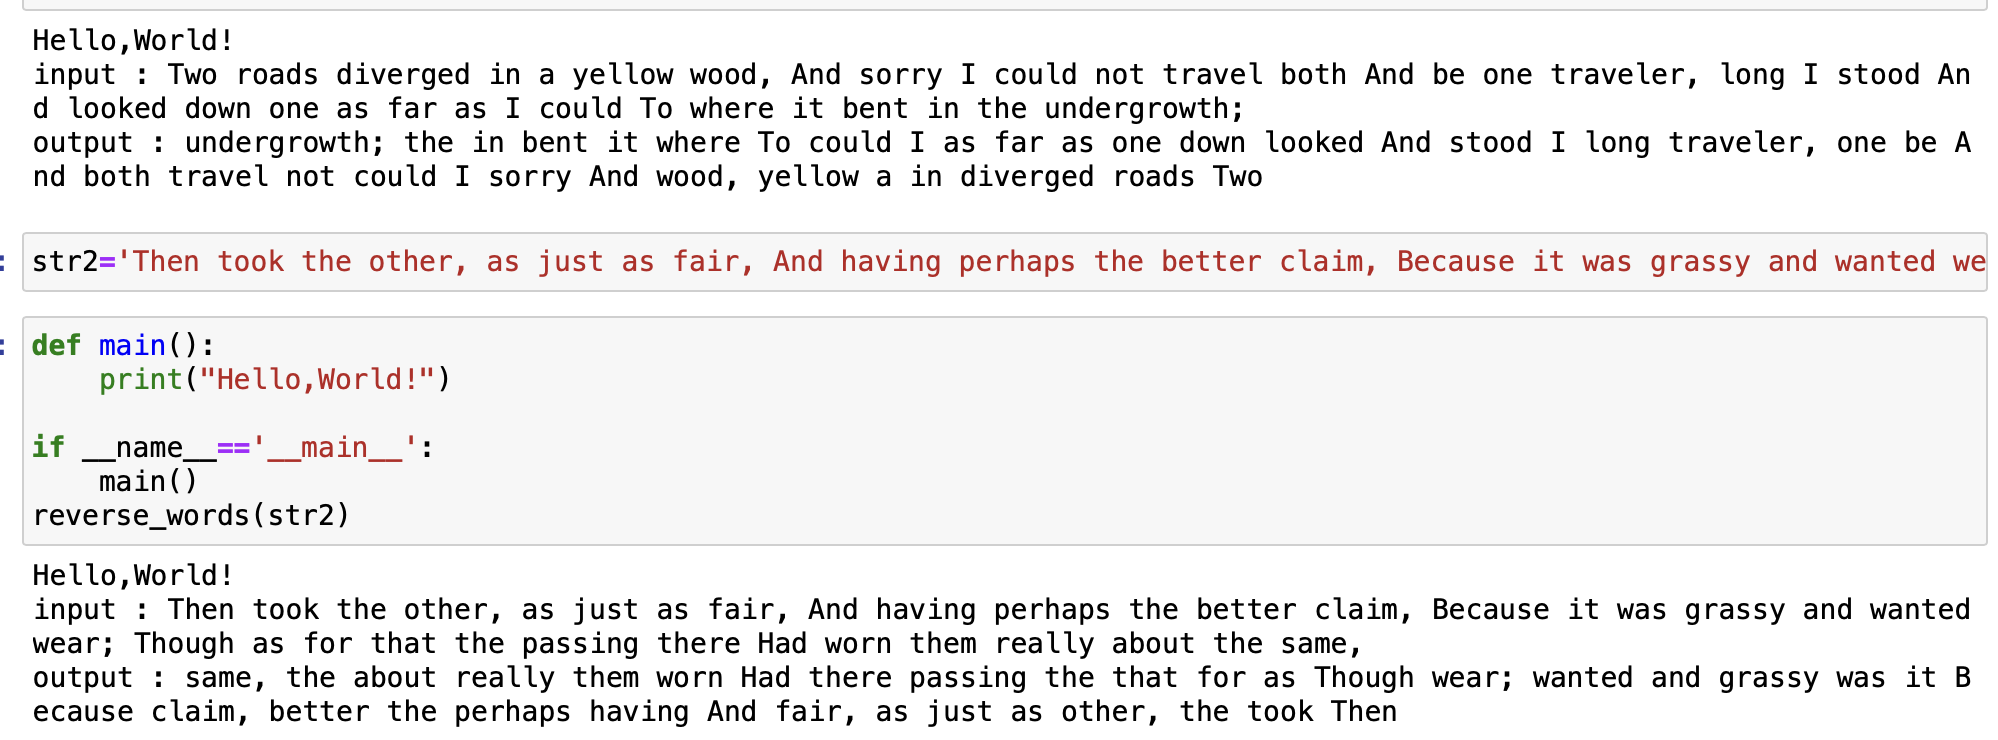 Hello,World!
input : Two roads diverged in a yellow wood, And sorry I could not travel both And be one traveler, long I stood An
d looked down one as far as I could To where it bent in the undergrowth;
output : undergrowth; the in bent it where To could I as far as one down looked And stood I long traveler, one be A
nd both travel not could I sorry And wood, yellow a in diverged roads Two
: str2='Then took the other, as just as fair, And having perhaps the better claim, Because it was grassy and wanted we
: def main():
    print("Hello,World!")
if __name__=='__main__':
    main()
reverse_words(str2)
Hello,World!
input : Then took the other, as just as fair, And having perhaps the better claim, Because it was grassy and wanted
wear; Though as for that the passing there Had worn them really about the same,
output : same, the about really them worn Had there passing the that for as Though wear; wanted and grassy was it B
ecause claim, better the perhaps having And fair, as just as other, the took Then